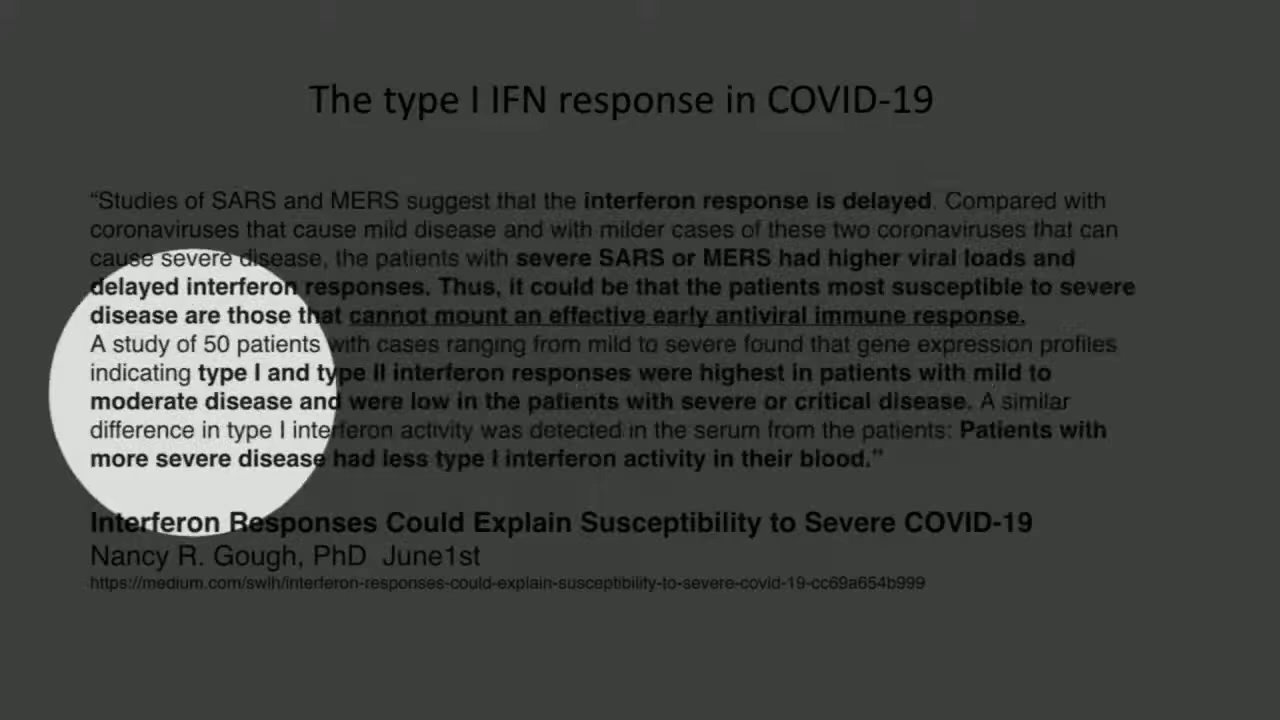 The type I IFN response in COVID-19
“Studies of SARS and MERS suggest that the interferon response is delayed. Compared with
coronaviruses that cause mild disease and with milder cases of these two coronaviruses that can
cause severe disease, the patients with severe SARS or MERS had higher viral loads and
delayed interferon responses. Thus, it could be that the patients most susceptible to severe
disease are those that cannot mount an effective early antiviral immune response.
A study of 50 patients with cases ranging from mild to severe found that gene expression profiles
indicating type I and type II interferon responses were highest in patients with mild to
moderate disease and were low in the patients with severe or critical disease. A similar
difference in type I interferon activity was detected in the serum from the patients: Patients with
more severe disease had less type I interferon activity in their blood.”
Interferon Responses Could Explain Susceptibility to Severe COVID-19
Nancy R. Gough, PhD June1st
https://medium.com/swlh/interferon-responses-could-explain-susceptibility-to-severe-covid-19-cc69a654b999